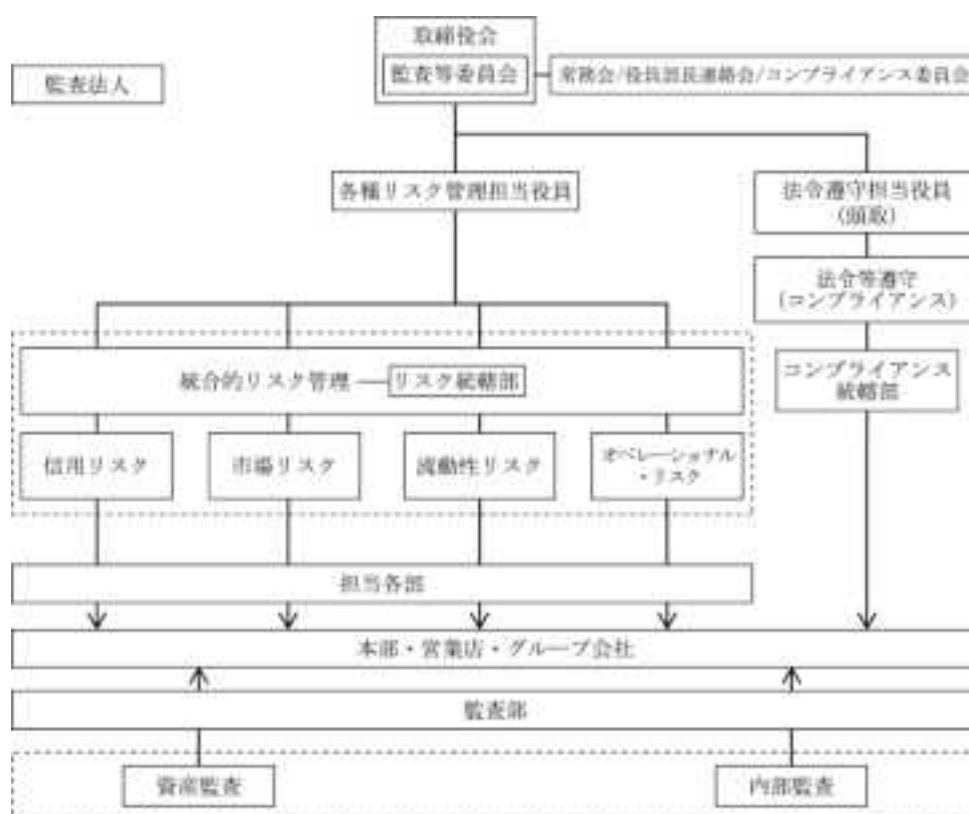 取締役会
監査等委員会
常務会/役員部長連絡会/コンプライアンス委員会
監査法人
各種リスク管理担当役員
法令遵守担当役員
(頭取)
法令等遵守
(コンプライアンス)
統合的リスク管理
リスク統轄部
コンプライアンス
統轄部
信用リスク
市場リスク
流動性リスク
オペレーショナル
・リスク
担当各部
本部・営業店・グループ会社
監査部
資産監査
内部監査